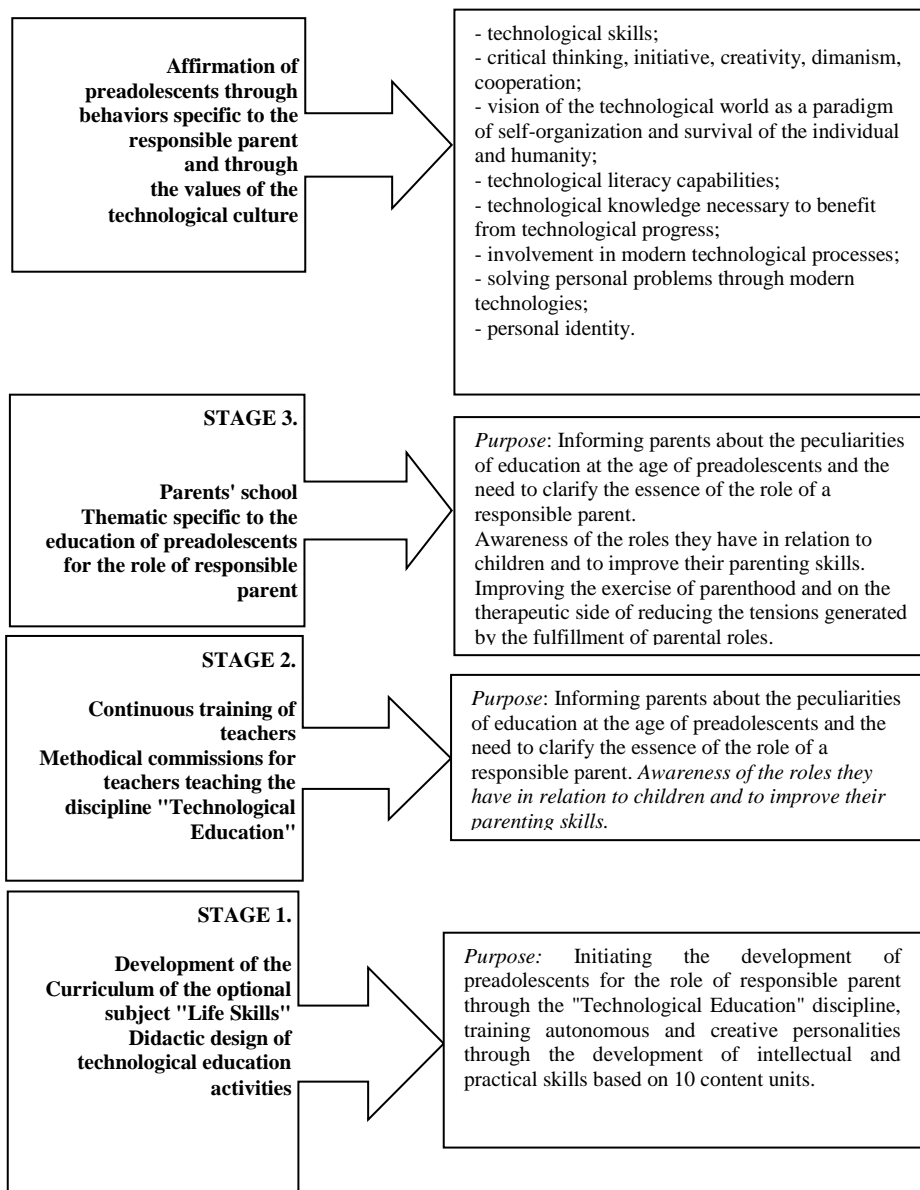 Affirmation of
preadolescents through
behaviors specific to the
responsible parent
and through
the values of the
technological culture
- technological skills;
- critical thinking, initiative, creativity, dimanism,
cooperation;
- vision of the technological world as a paradigm
of self-organization and survival of the individual
and humanity;
- technological literacy capabilities;
- technological knowledge necessary to benefit
from technological progress;
- involvement in modern technological processes;
- solving personal problems through modern
technologies;
- personal identity.
STAGE 3.
Parents' school
Thematic specific to the
education of preadolescents
for the role of responsible
parent
Purpose: Informing parents about the peculiarities
of education at the age of preadolescents and the
need to clarify the essence of the role of a
responsible parent.
Awareness of the roles they have in relation to
children and to improve their parenting skills.
Improving the exercise of parenthood and on the
therapeutic side of reducing the tensions generated
by the fulfillment of parental roles.
STAGE 2.
Continuous training of
teachers
Methodical commissions for
teachers teaching the
discipline "Technological
Education"
Purpose: Informing parents about the peculiarities
of education at the age of preadolescents and the
need to clarify the essence of the role of a
responsible parent. Awareness of the roles they
have in relation to children and to improve their
parenting skills.
STAGE 1.
Development of the
Curriculum of the optional
subject "Life Skills"
Didactic design of
technological education
activities
Purpose: Initiating the development of
preadolescents for the role of responsible parent
through the "Technological Education" discipline,
training autonomous and creative personalities
through the development of intellectual and
practical skills based on 10 content units.